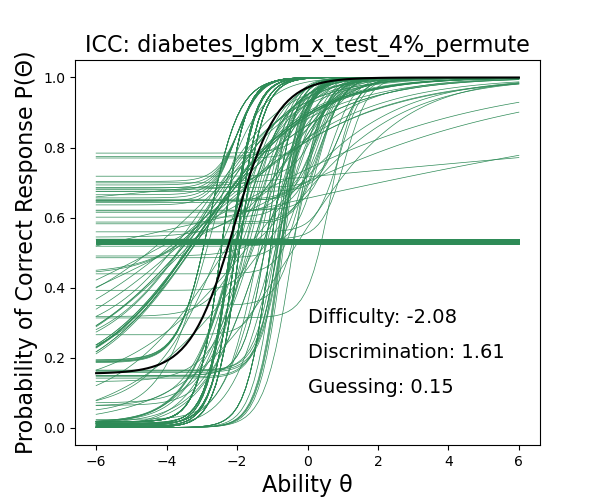 ICC: diabetes_lgbm_x_test_4%_permute
Probability of Correct Response P(Θ)
1.0
0.8
0.6
0.4
0.2
0.0
Difficulty: -2.08
Discrimination: 1.61
Guessing: 0.15
−6 −4 −2 0 2 4 6
Ability θ